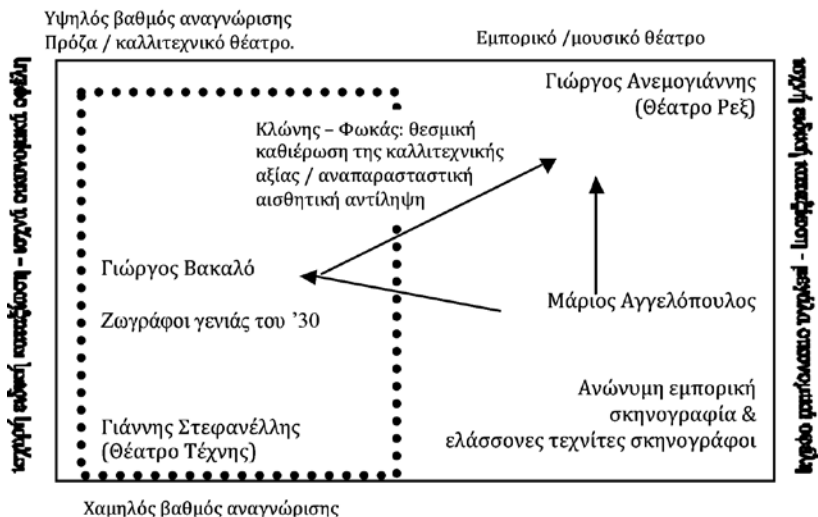 Υψηλός βαθμός αναγνώρισης
Πρόζα / καλλιτεχνικό θέατρο.
Εμπορικό /μουσικό θέατρο
Γιώργος Ανεμογιάννης
(Θέατρο Ρεξ)
Κλώνης – Φωκάς: θεσμική
καθιέρωση της καλλιτεχνικής
αξίας / αναπαραστατική
αισθητική αντίληψη
Γιώργος Βακαλό
Μάριος Αγγελόπουλος
Ζωγράφοι γενιάς του ’30
Ανώνυμη εμπορική
σκηνογραφία &
ελάσσονες τεχνίτες σκηνογράφοι
Γιάννης Στεφανέλλης
(Θέατρο Τέχνης)
Χαμηλός βαθμός αναγνώρισης